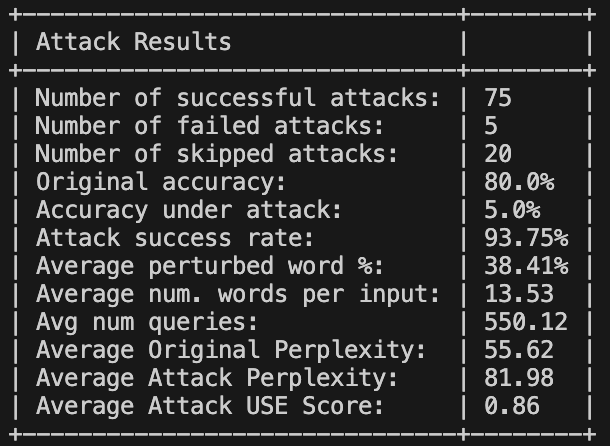 Attack Results
Number of successful attacks: 75
Number of failed attacks: 5
Number of skipped attacks: 20
Original accuracy: 80.0%
Accuracy under attack: 5.0%
Attack success rate: 93.75%
Average perturbed word %: 38.41%
Average num. words per input: 13.53
Avg num queries: 550.12
Average Original Perplexity: 55.62
Average Attack Perplexity: 81.98
Average Attack USE Score: 0.86